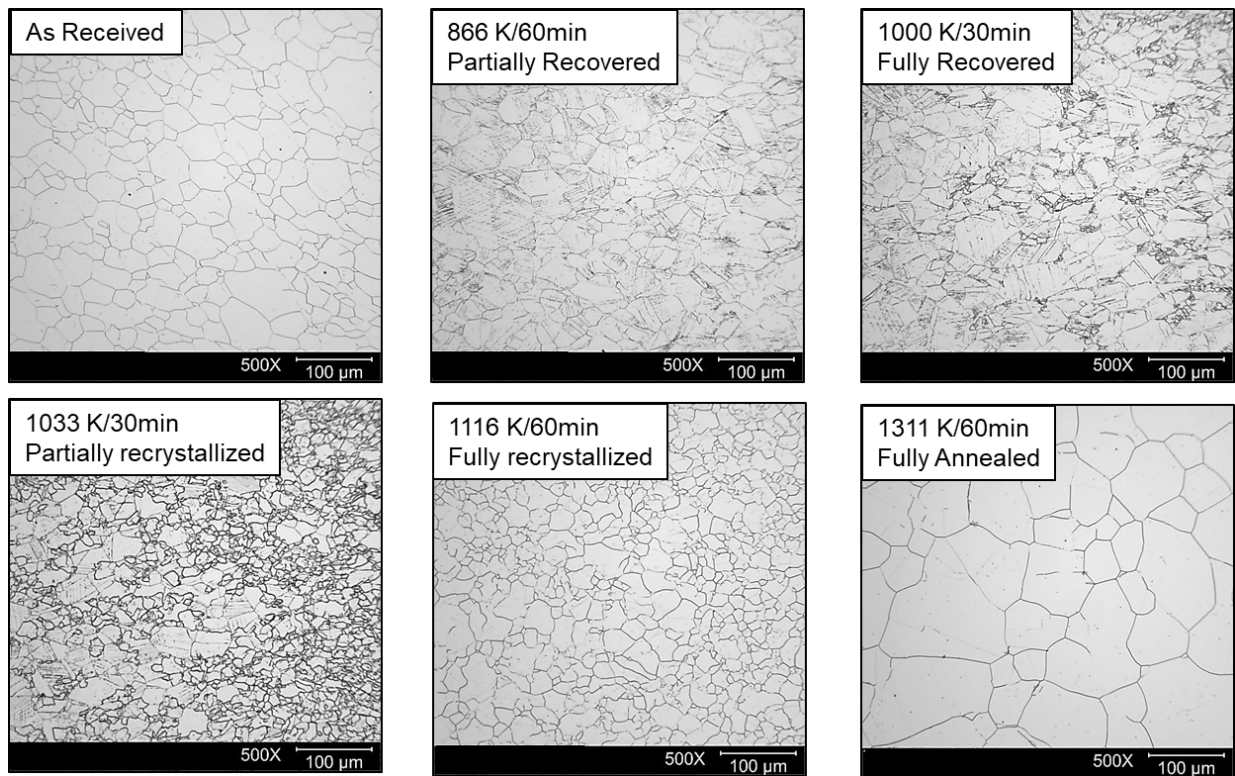 As Received
866 K/60min
Partially Recovered
1000 K/30min
Fully Recovered
500X 100 μm
500X 100 μm
500X 100 μm
1033 K/30min
Partially recrystallized
1116 K/60min
Fully recrystallized
1311 K/60min
Fully Annealed
500X 100 μm
500X 100 μm
500X 100 μm